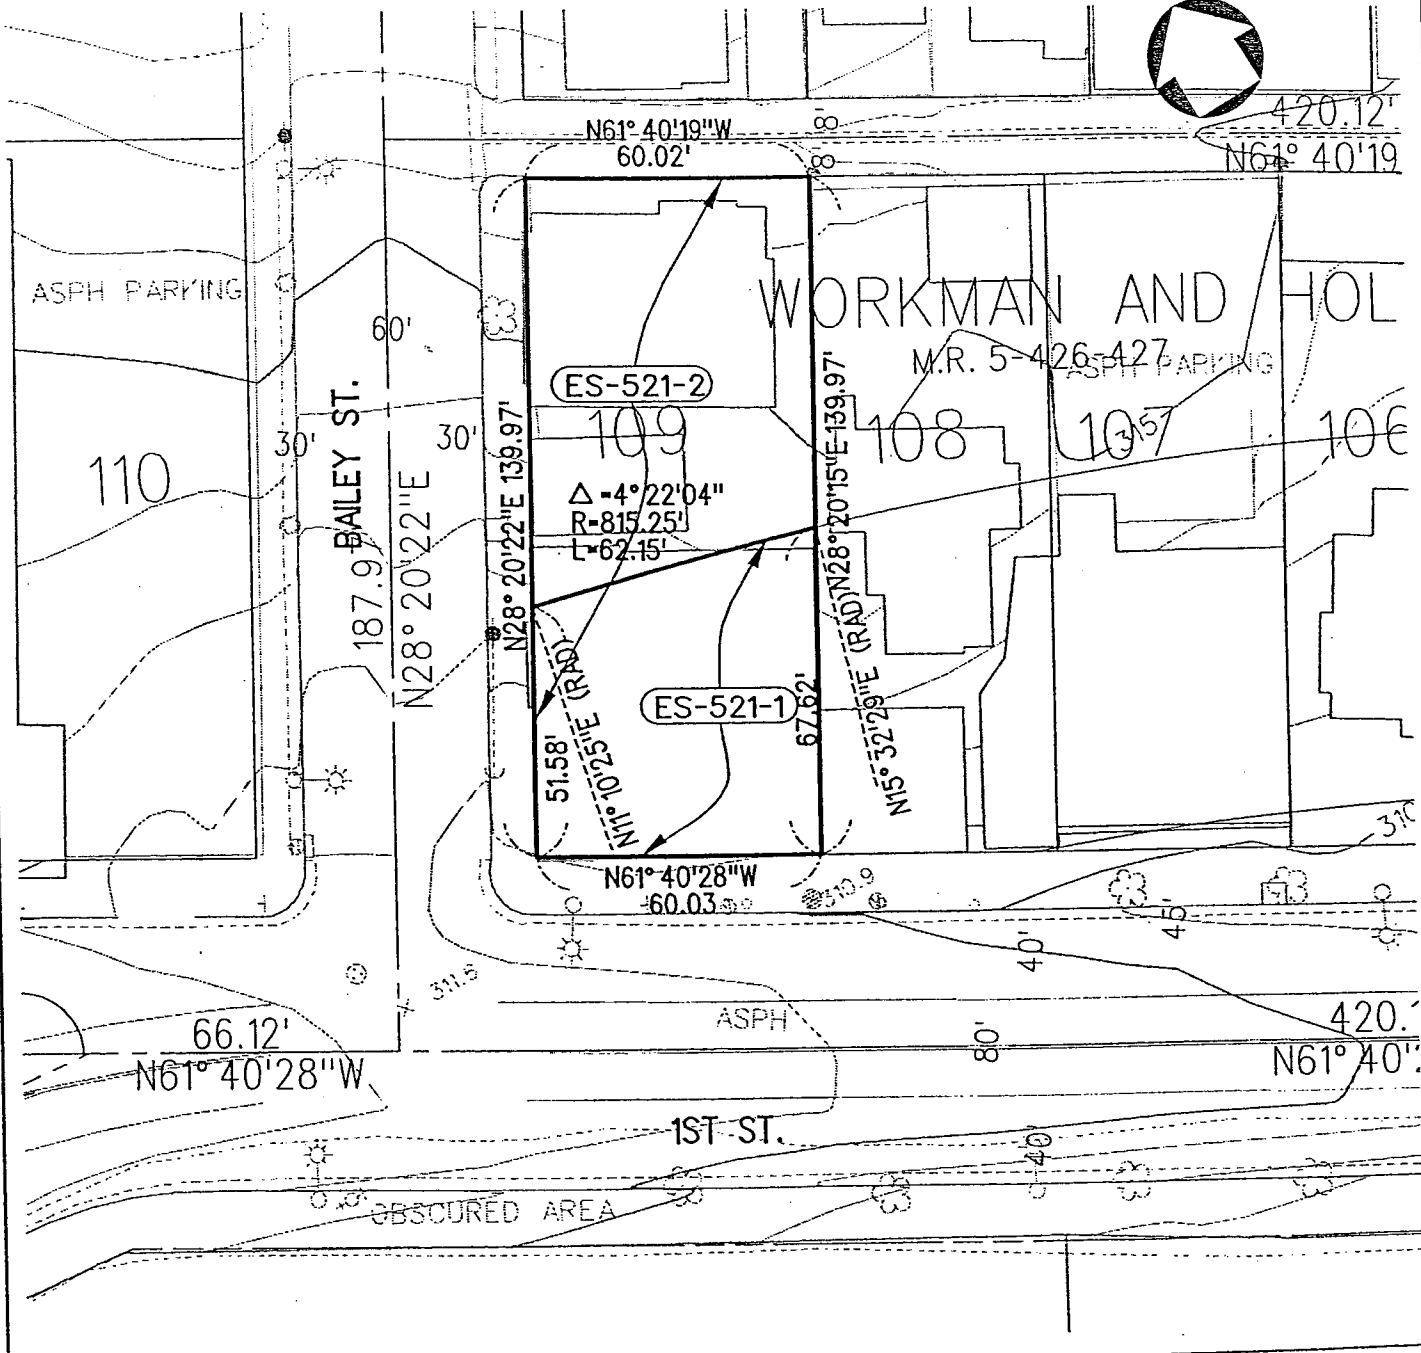 420.12'
N61° 40'19"W
60.02'
8'
8'
N61° 40'19
ASPH PARKING
WORKMAN AND HOL
60'
M.R. 5-426-427
ASPH PARKING
ES-521-2
BAILEY ST.
N28° 20'22"E 139.97'
N28° 20'15"E 139.97'
30'
30'
109
108
107
106
315
110
Δ=4° 22'04"
R=815.25'
L=62.15'
187.9
N28° 20'22"E
N11° 10'25"E (RAD)
N15° 32'29"E (RAD)
ES-521-1
67.62'
51.58'
310
N61° 40'28"W
60.03
310.9
45'
40'
311.6
66.12'
ASPH
80'
420.
N61° 40'28"W
N61° 40'
1ST ST.
40'
OBSCURED AREA